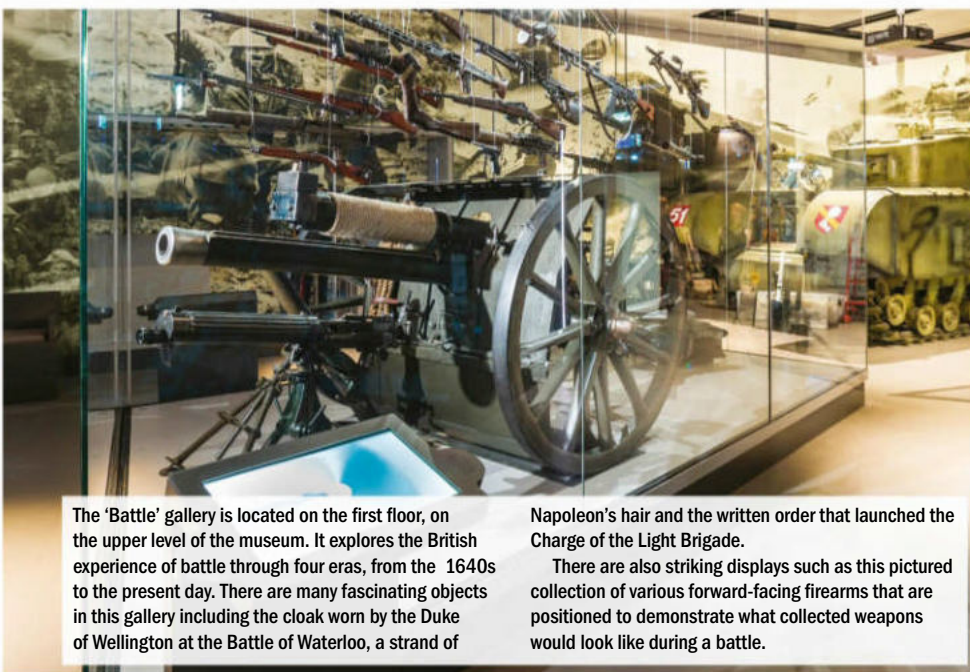 51
The ‘Battle’ gallery is located on the first floor, on
the upper level of the museum. It explores the British
experience of battle through four eras, from the 1640s
to the present day. There are many fascinating objects
in this gallery including the cloak worn by the Duke
of Wellington at the Battle of Waterloo, a strand of
Napoleon’s hair and the written order that launched the
Charge of the Light Brigade.
There are also striking displays such as this pictured
collection of various forward-facing firearms that are
positioned to demonstrate what collected weapons
would look like during a battle.